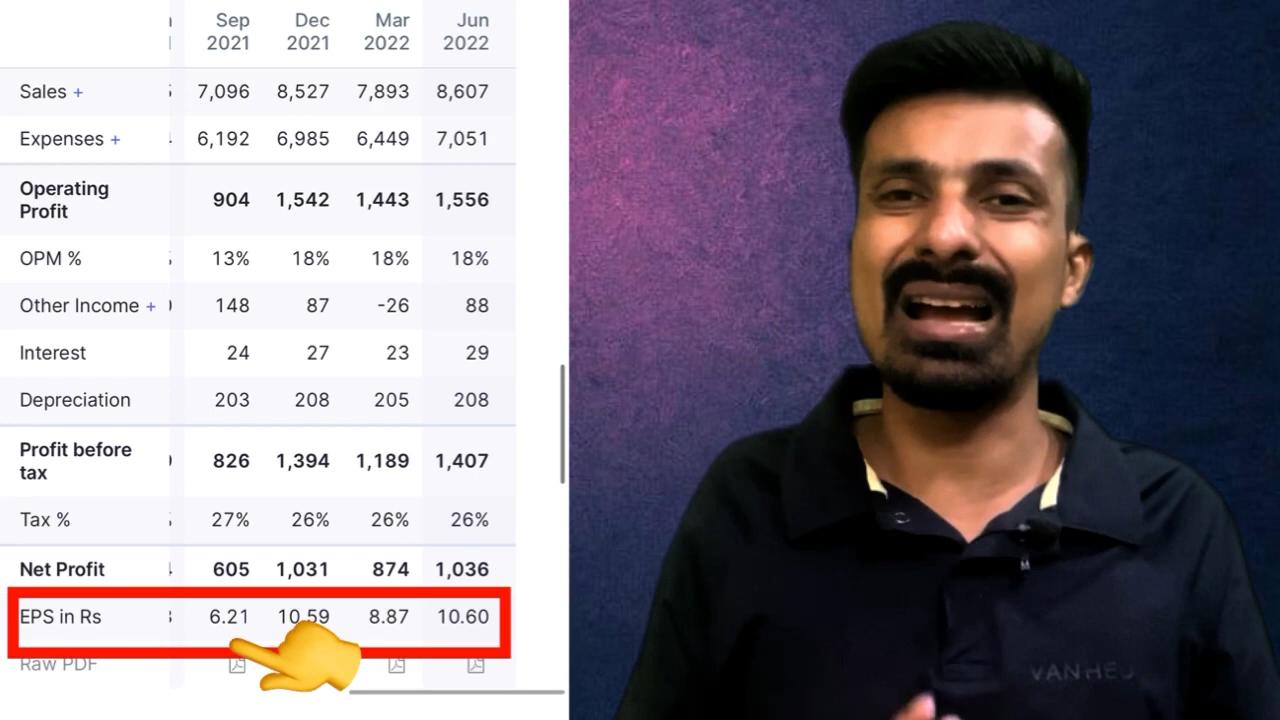 Sep Dec Mar Jun
2021 2021 2022 2022
Sales + 7,096 8,527 7,893 8,607
Expenses + 6,192 6,985 6,449 7,051
Operating
Profit 904 1,542 1,443 1,556
OPM % 13% 18% 18% 18%
Other Income + 148 87 -26 88
Interest 24 27 23 29
Depreciation 203 208 205 208
Profit before
tax 826 1,394 1,189 1,407
Tax % 27% 26% 26% 26%
Net Profit 605 1,031 874 1,036
EPS in Rs 6.21 10.59 8.87 10.60
Raw PDF
VAN HEU